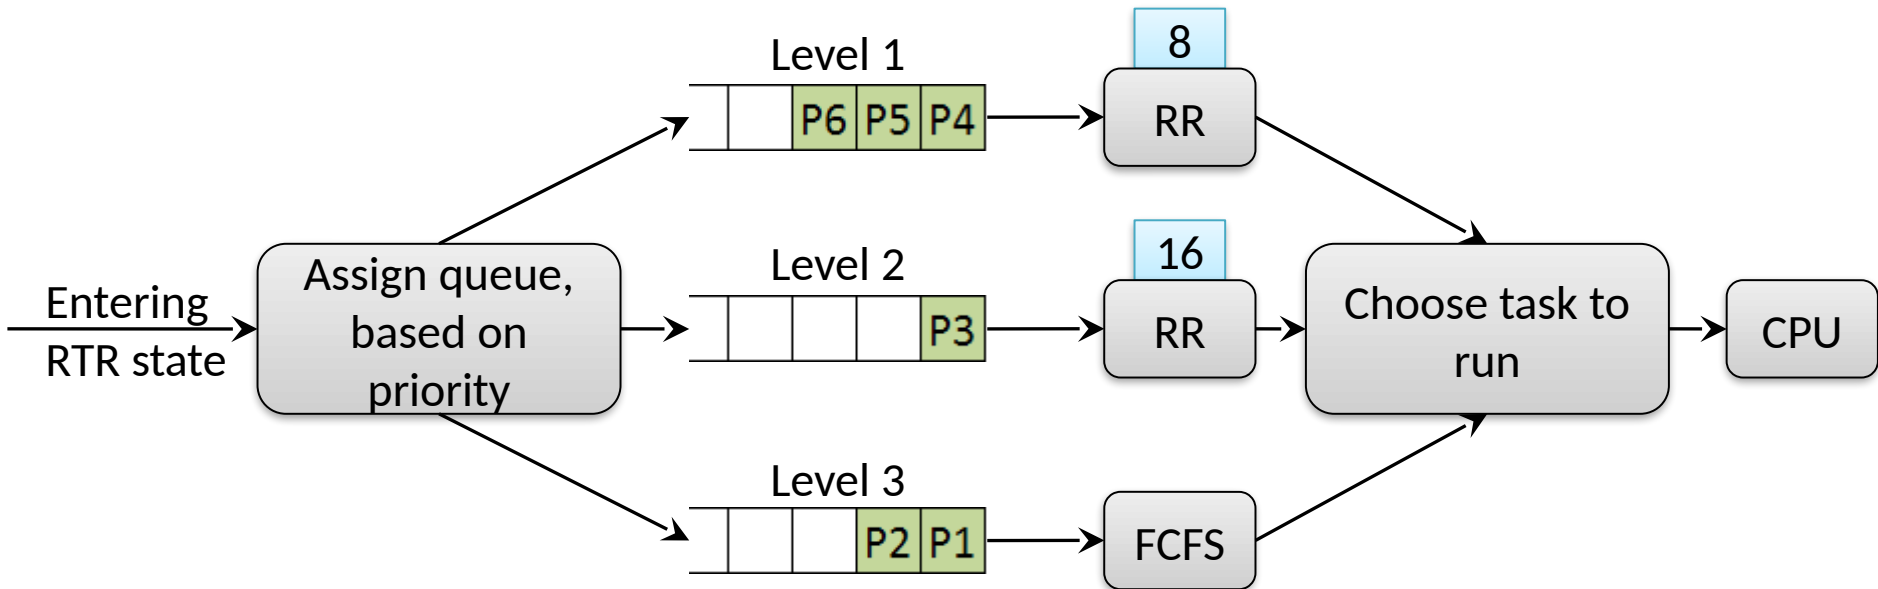 Level 1
8
P6 P5 P4
RR
Entering
RTR state
Assign queue,
based on
priority
Level 2
16
P3
RR
Choose task to
run
CPU
Level 3
P2 P1
FCFS